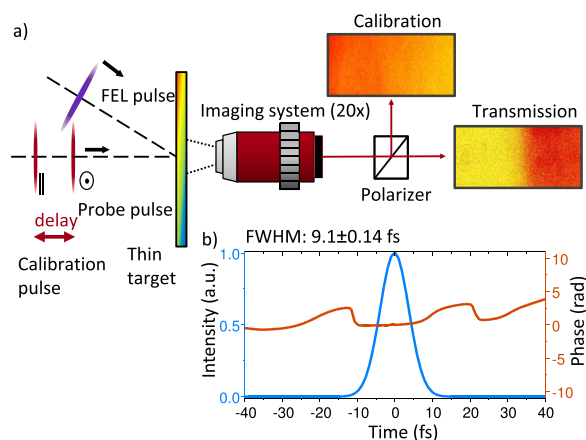 a)
Calibration
FEL pulse
Imaging system (20x)
Transmission
Polarizer
Probe pulse
delay
Calibration
pulse
Thin
target
b)
FWHM: 9.1±0.14 fs
Intensity (a.u.)
1.0
0.5
0.0
Phase (rad)
10
5
0
-5
-10
-40 -30 -20 -10 0 10 20 30 40
Time (fs)